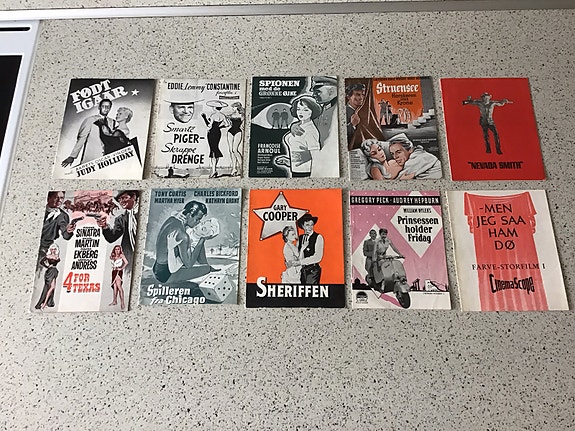 FØDT
IGAAR
JUDY HOLLIDAY
EDDIE "Lemmy" CONSTANTINE
Smarte
PIGER-
Skrappe
DRENGE
SPIONEN
med de
GRØNNE ØJNE
FRANÇOISE
ARNOUL
Struensee
"NEVADA SMITH"
SINATRA
MARTIN
EKBERG
ANDRESS
4 FOR
TEXAS
TONY CURTIS CHARLES BICKFORD
MARTHA HYER KATHRYN GRANT
Spilleren
fra Chicago
GARY
COOPER
SHERIFFEN
GREGORY PECK - AUDREY HEPBURN
WILLIAM WYLER'S
Prinsessen
holder
Fridag
-MEN
JEG SAA
HAM
DØ
FARVE-STORFILM I
CINEMASCOPE